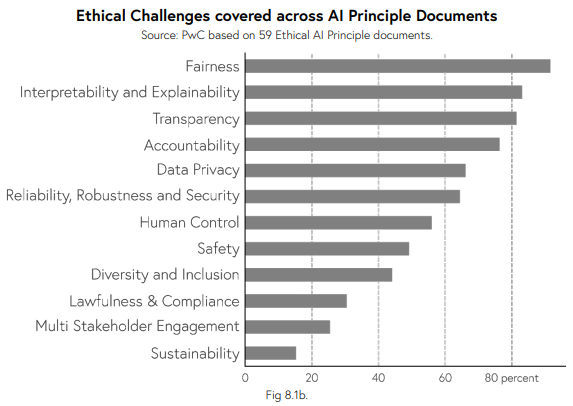 Ethical Challenges covered across AI Principle Documents
Source: PwC based on 59 Ethical AI Principle documents.
Fairness
Interpretability and Explainability
Transparency
Accountability
Data Privacy
Reliability, Robustness and Security
Human Control
Safety
Diversity and Inclusion
Lawfulness & Compliance
Multi Stakeholder Engagement
Sustainability
0 20 40 60 80 percent
Fig 8.1b.